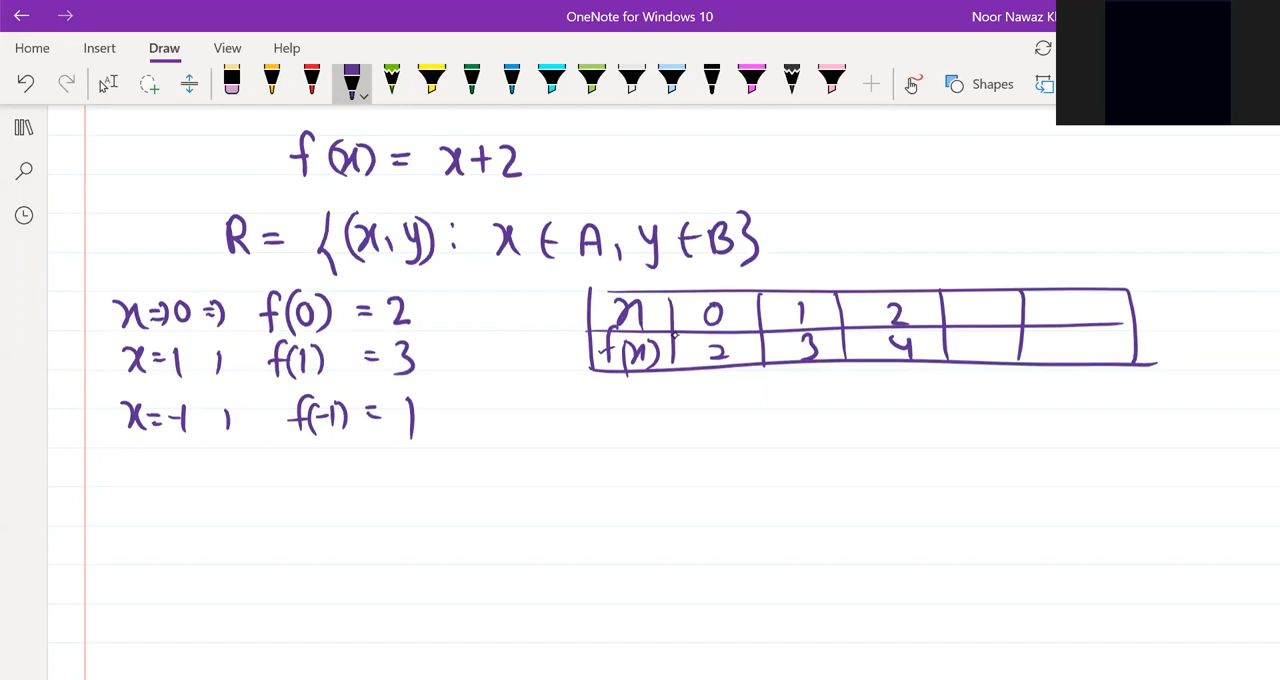 OneNote for Windows 10
Noor Nawaz Kl
Home Insert Draw View Help
Shapes
f(x) = x+2
R = {(x,y): x ∈ A, y ∈ B}
x=>0 => f(0) = 2
x=1, f(1) = 3
x=-1, f(-1) = 1
x 0 1 2
f(x) 2 3 4